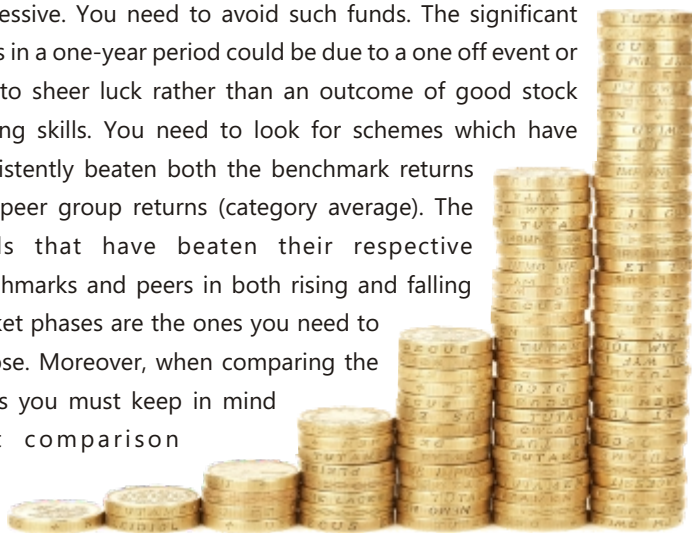 essive. You need to avoid such funds. The significant
s in a one-year period could be due to a one off event or
to sheer luck rather than an outcome of good stock
ng skills. You need to look for schemes which have
istently beaten both the benchmark returns
peer group returns (category average). The
ds that have beaten their respective
hmarks and peers in both rising and falling
ket phases are the ones you need to
ose. Moreover, when comparing the
s you must keep in mind
t comparison